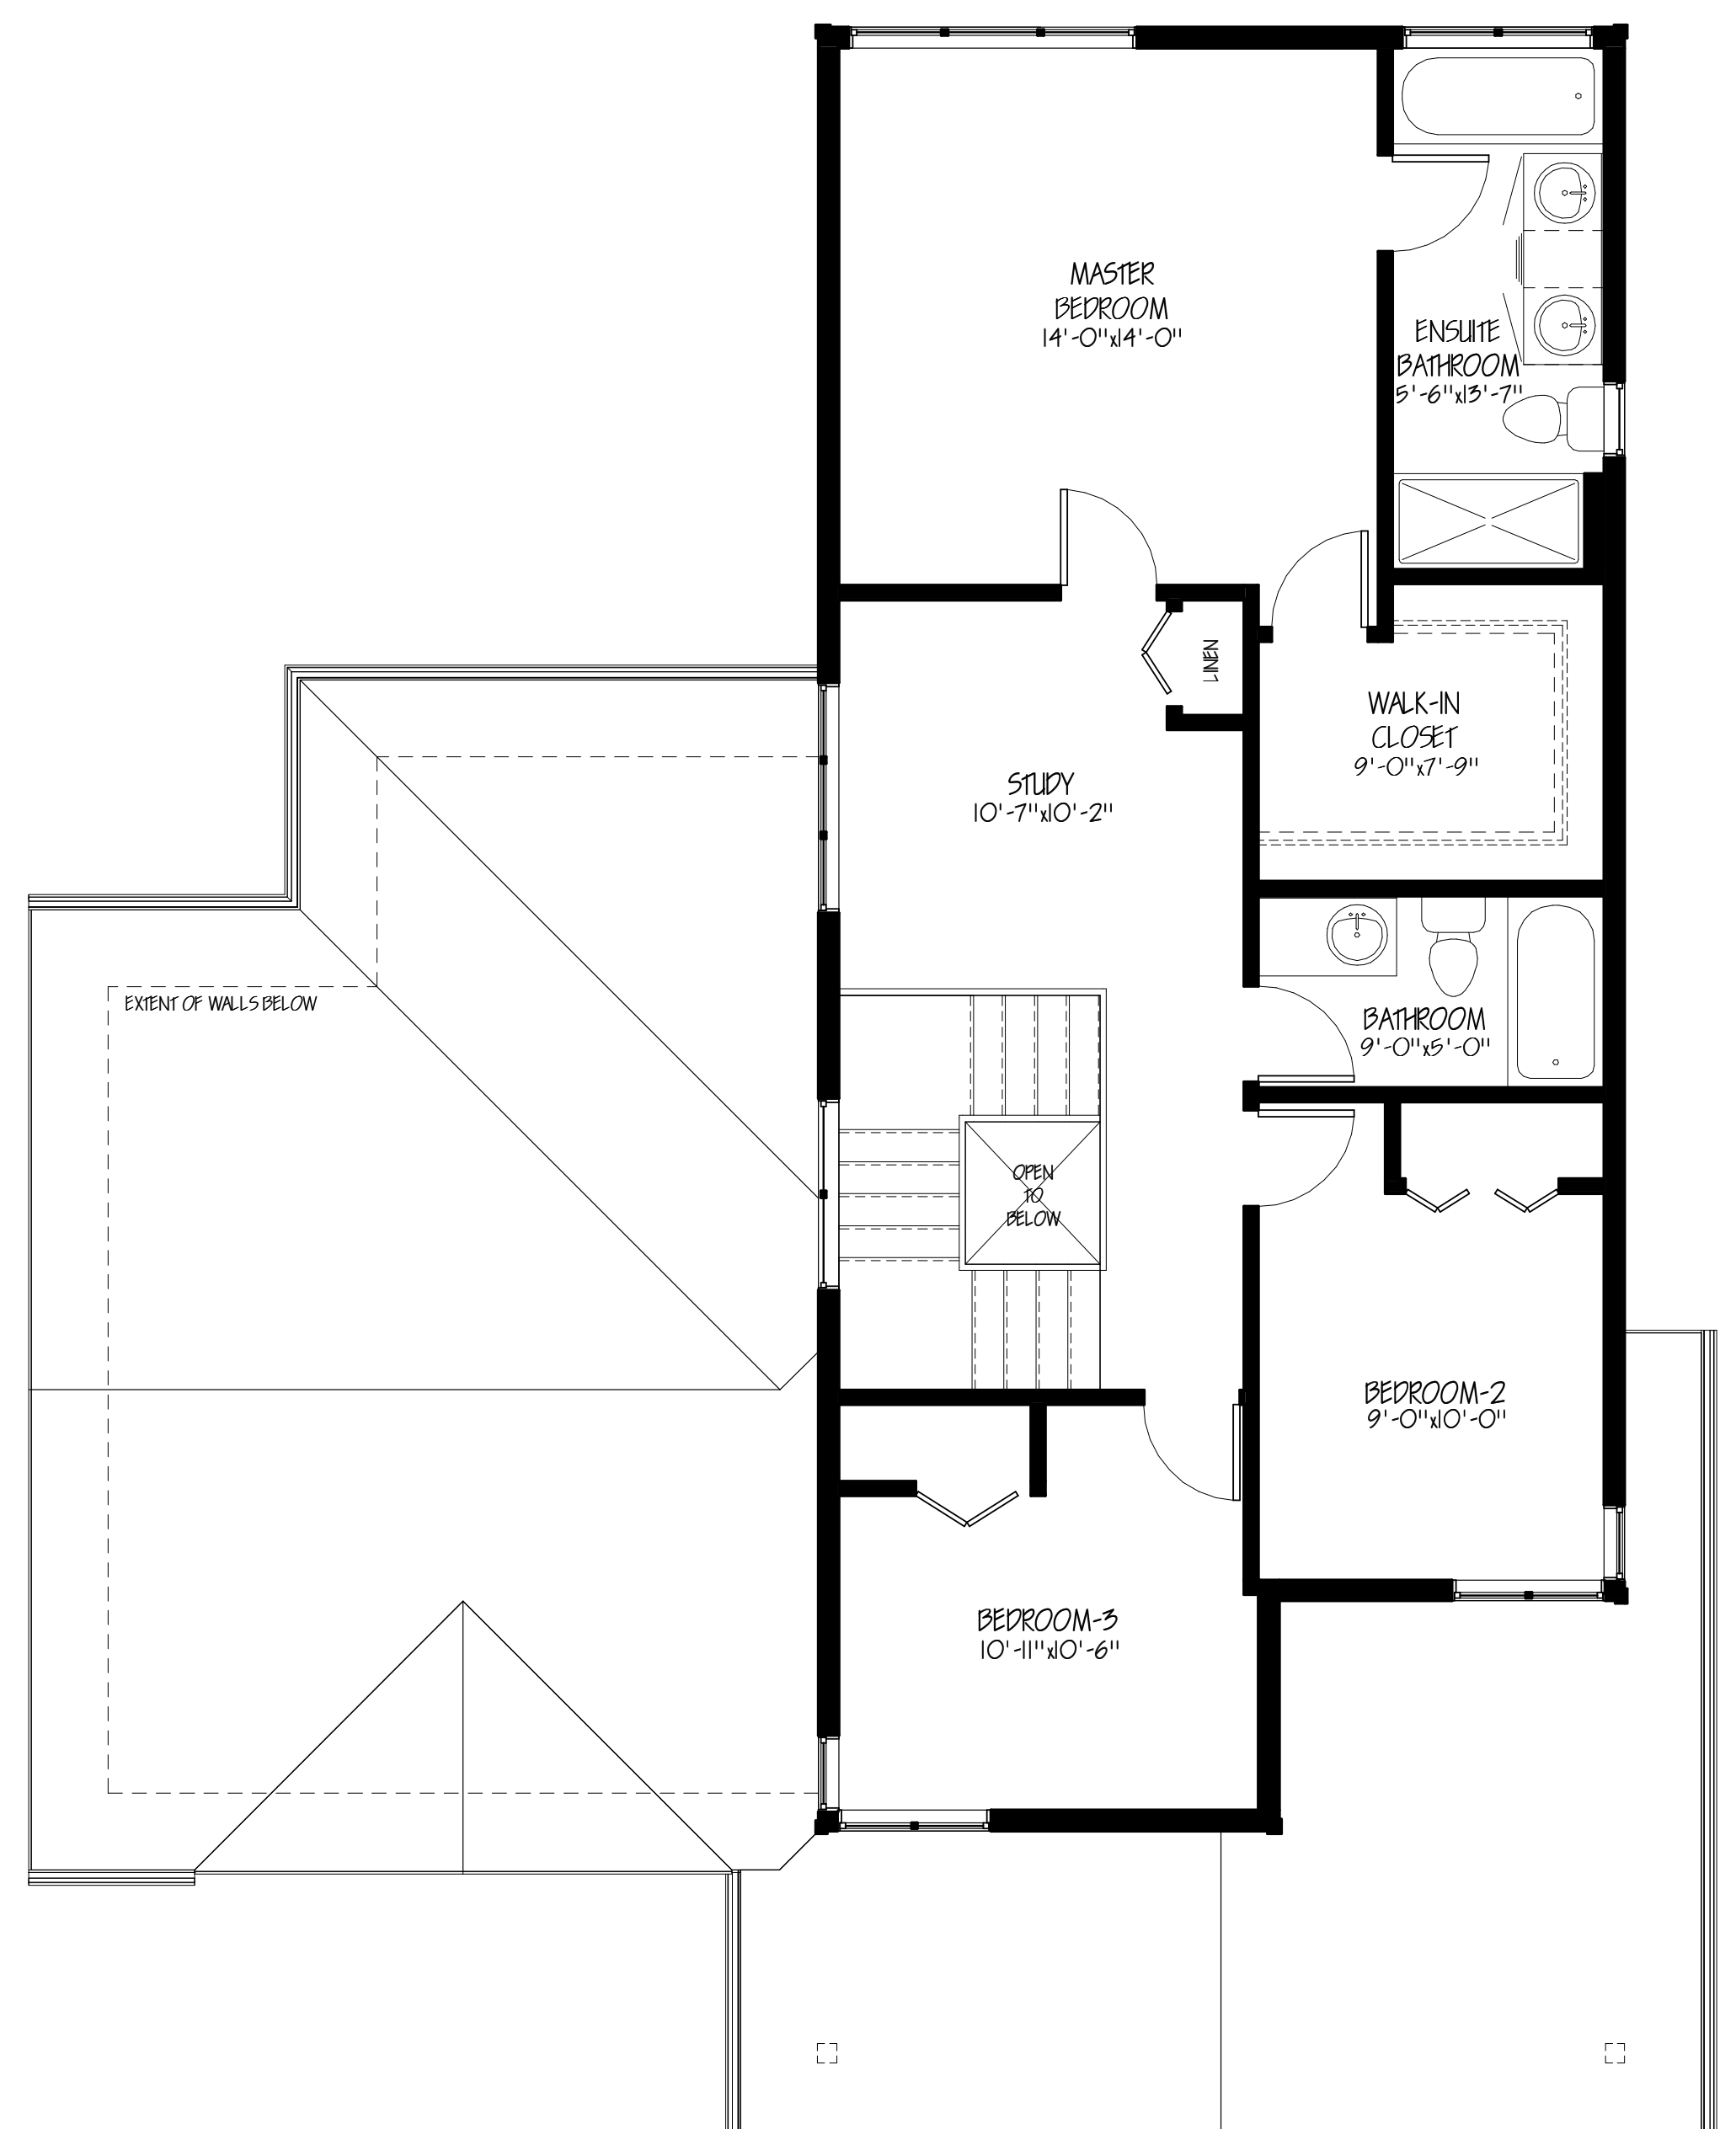 MASTER
BEDROOM
14'-0"x14'-0"
ENSUITE
BATHROOM
5'-6"x13'-7"
LINEN
WALK-IN
CLOSET
9'-0"x7'-9"
STUDY
10'-7"x10'-2"
EXTENT OF WALLS BELOW
BATHROOM
9'-0"x5'-0"
OPEN
TO
BELOW
BEDROOM-2
9'-0"x10'-0"
BEDROOM-3
10'-11"x10'-6"